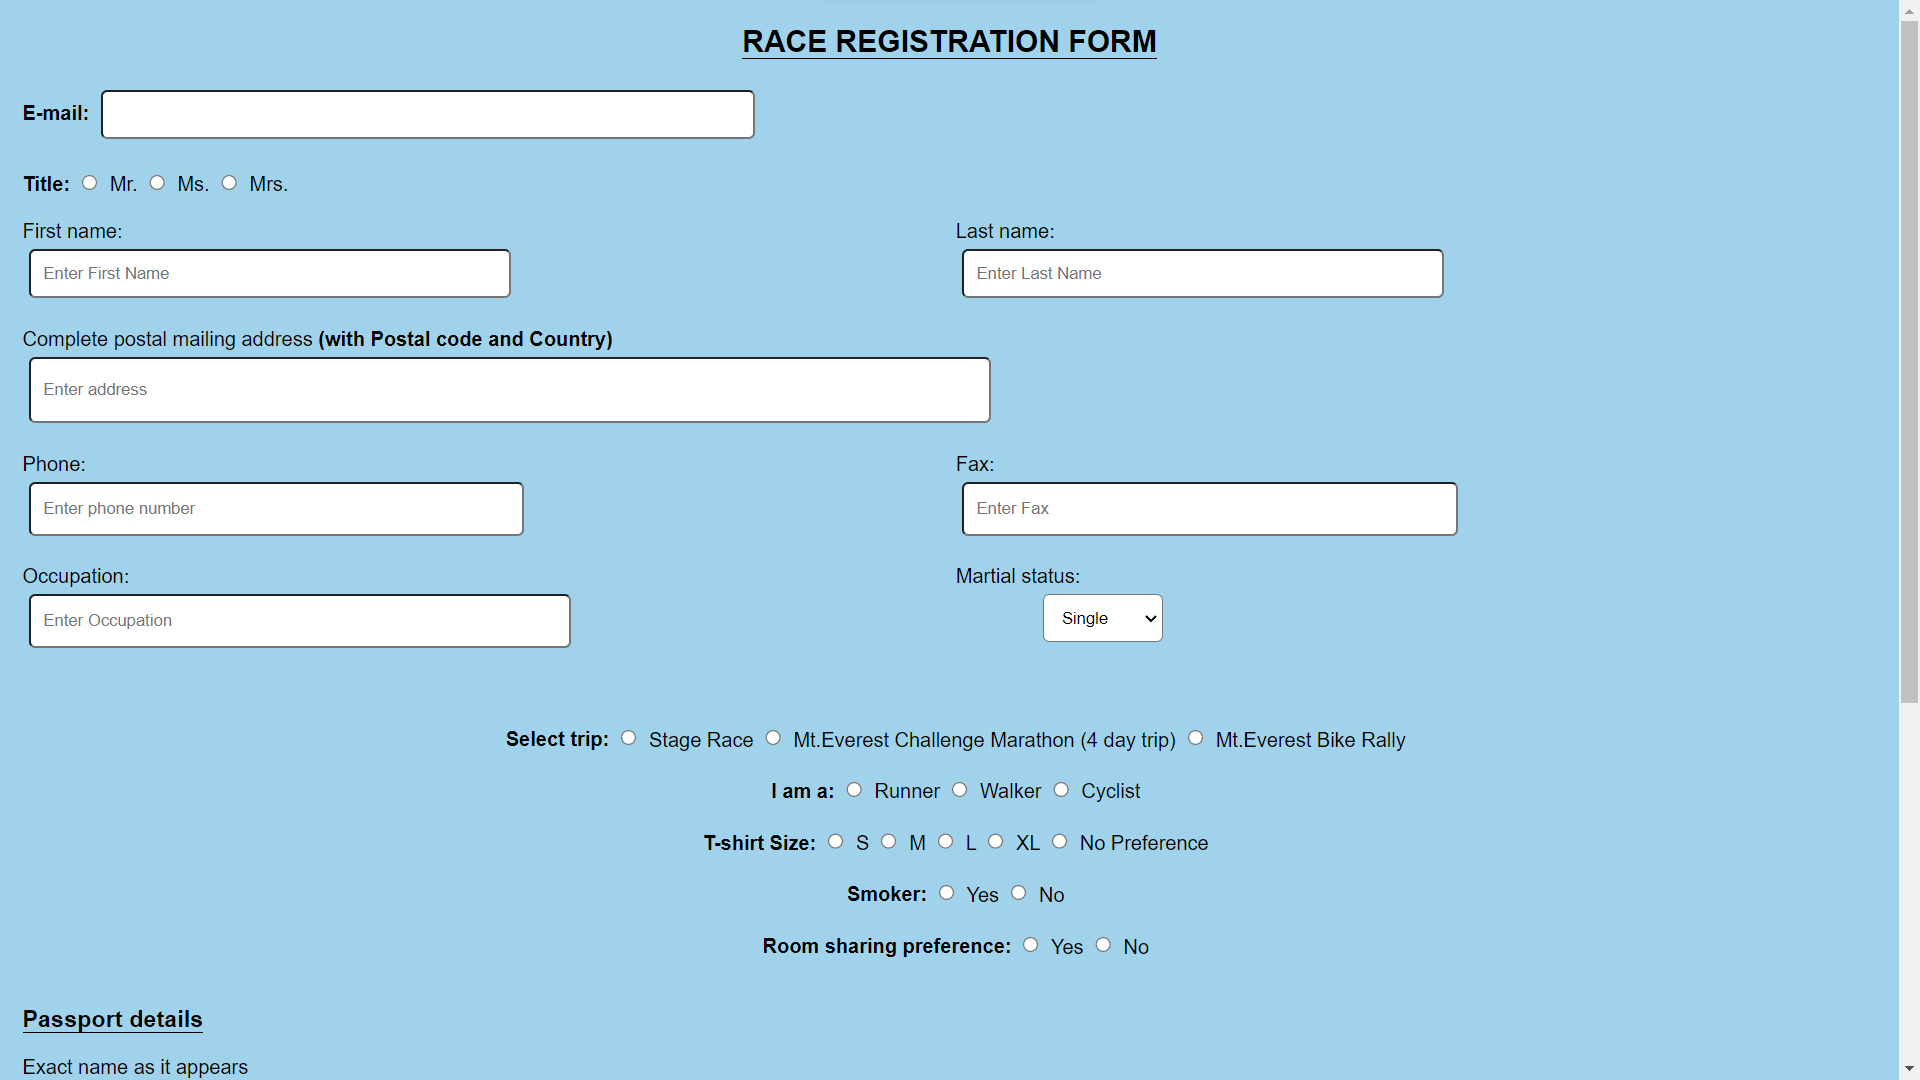 RACE REGISTRATION FORM
E-mail:
Title: Mr. Ms. Mrs.
First name: Last name:
Enter First Name Enter Last Name
Complete postal mailing address (with Postal code and Country)
Enter address
Phone: Fax:
Enter phone number Enter Fax
Occupation: Martial status:
Enter Occupation Single
Select trip: Stage Race Mt.Everest Challenge Marathon (4 day trip) Mt.Everest Bike Rally
I am a: Runner Walker Cyclist
T-shirt Size: S M L XL No Preference
Smoker: Yes No
Room sharing preference: Yes No
Passport details
Exact name as it appears